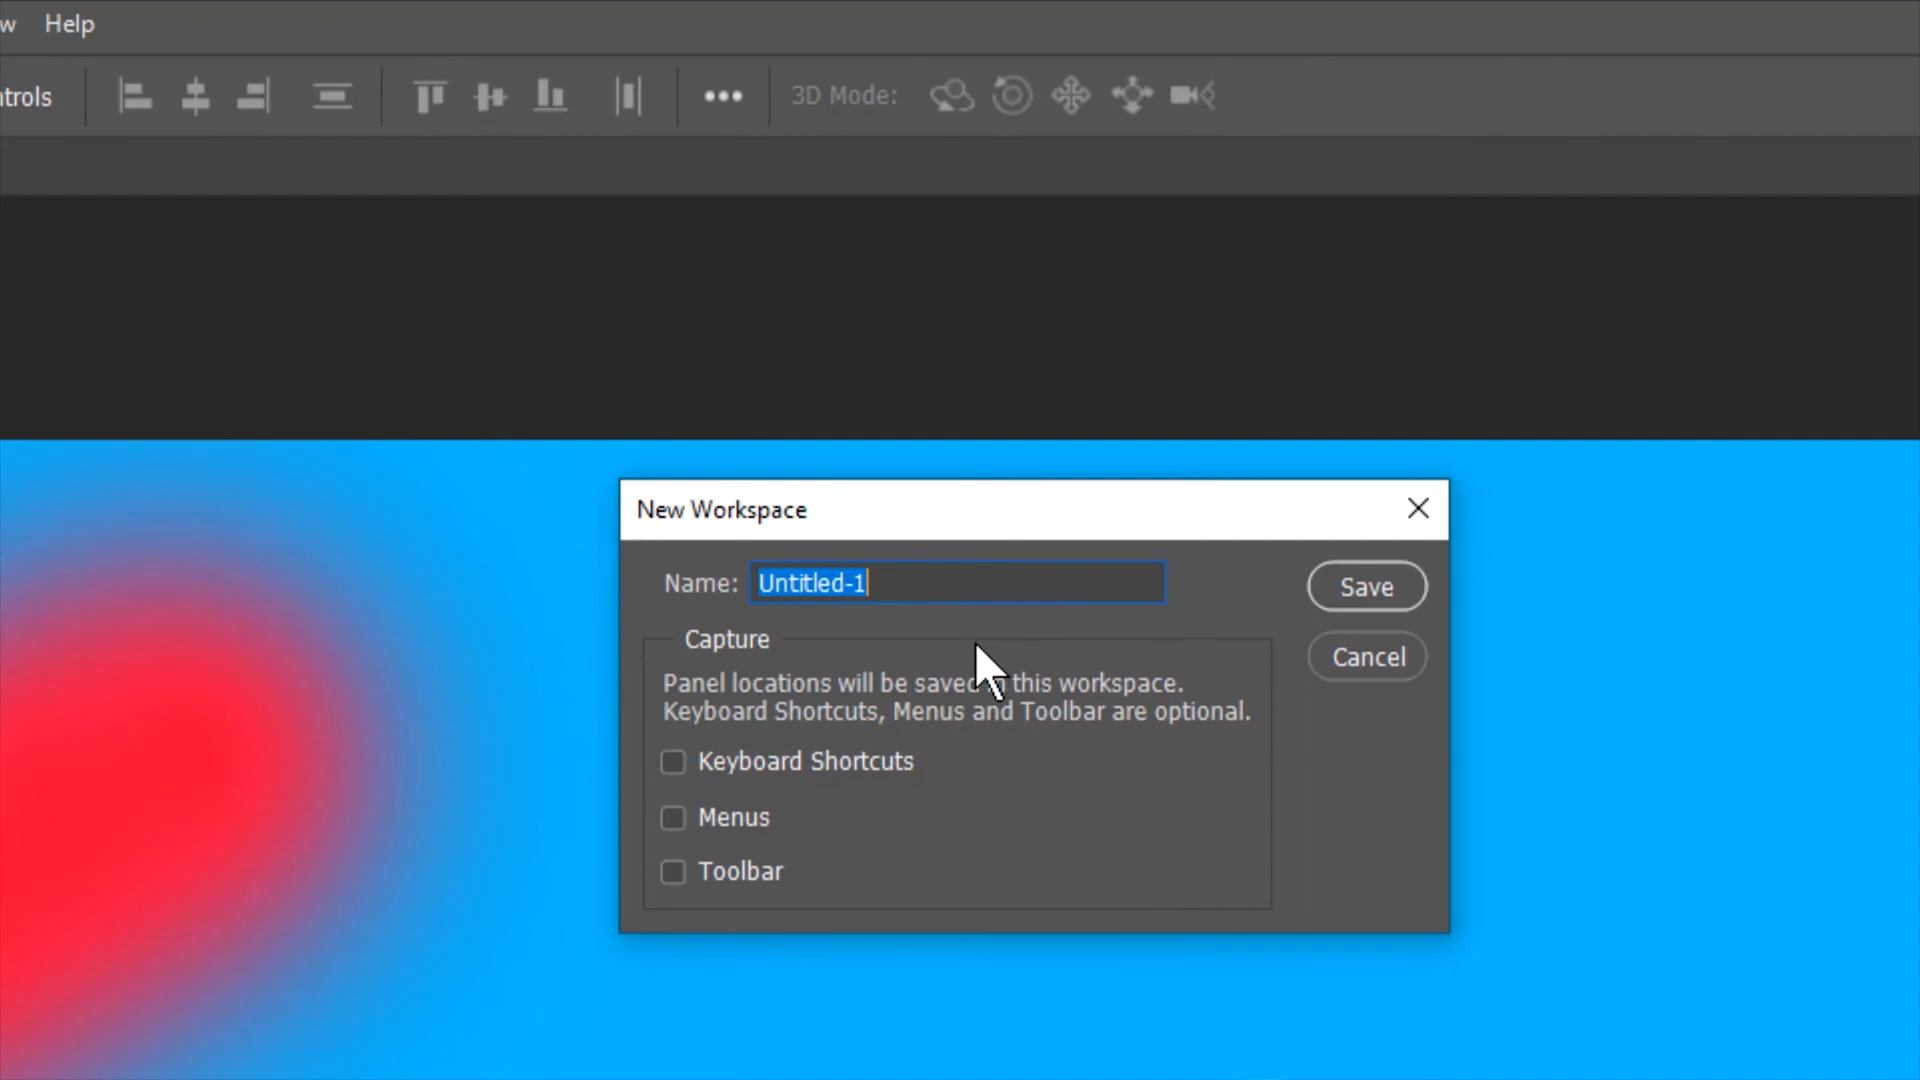 w Help
ntrols
3D Mode:
New Workspace
Name: Untitled-1
Save
Capture
Cancel
Panel locations will be saved this workspace.
Keyboard Shortcuts, Menus and Toolbar are optional.
Keyboard Shortcuts
Menus
Toolbar